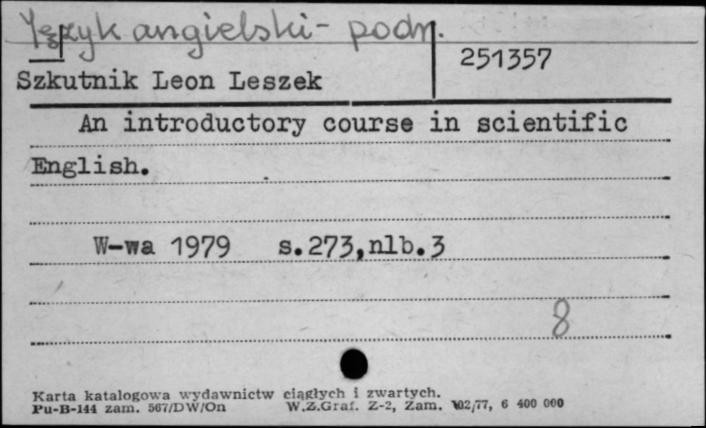 Język angielski - podr.
251357
Szkutnik Leon Leszek
An introductory course in scientific
English.
W-wa 1979 s.273,nlb.3
8
Karta katalogowa wydawnictw ciągłych i zwartych.
Pu-B-144 zam. 567/DW/On W.Z.Graf. Z-2, Zam. 102/77, 6 400 000